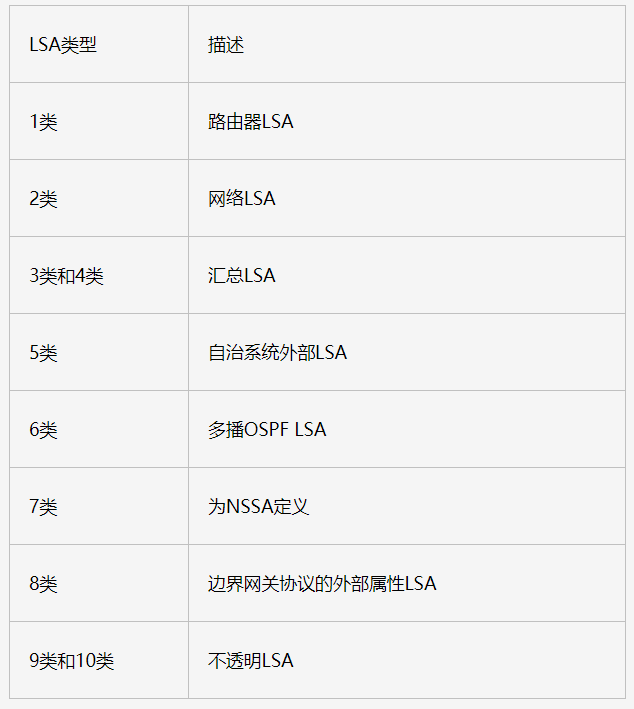 LSA类型 描述
1类 路由器LSA
2类 网络LSA
3类和4类 汇总LSA
5类 自治系统外部LSA
6类 多播OSPF LSA
7类 为NSSA定义
8类 边界网关协议的外部属性LSA
9类和10类 不透明LSA